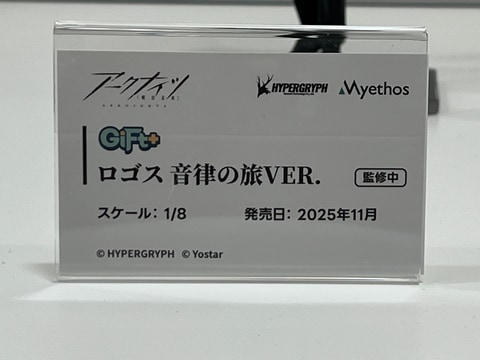 アークナイツ
HYPERGRYPH
Myethos
GiFt+
ロゴス 音律の旅VER.
監修中
スケール: 1/8
発売日: 2025年11月
© HYPERGRYPH © Yostar